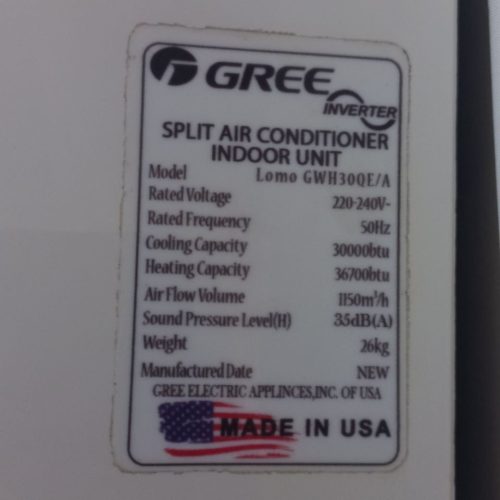 GREE
INVERTER
SPLIT AIR CONDITIONER
INDOOR UNIT
Model Lomo GWH30QE/A
Rated Voltage 220-240V-
Rated Frequency 50Hz
Cooling Capacity 30000btu
Heating Capacity 36700btu
Air Flow Volume 1150m³/h
Sound Pressure Level(H) 35dB(A)
Weight 26kg
Manufactured Date NEW
GREE ELECTRIC APPLINCES,INC. OF USA
MADE IN USA